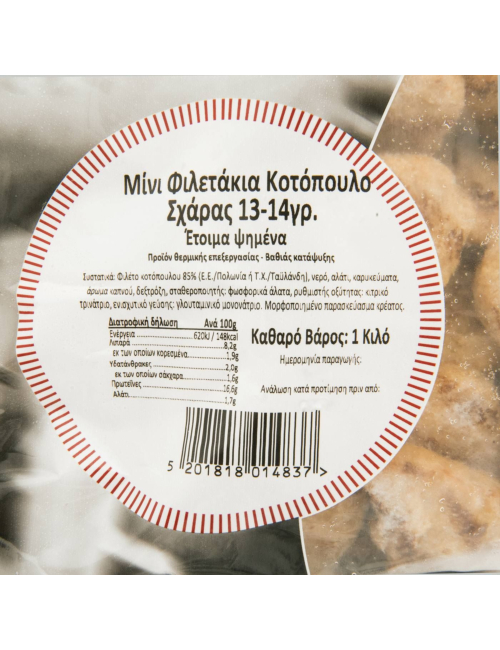 Μίνι Φιλετάκια Κοτόπουλο
Σχάρας 13-14γρ.
Έτοιμα ψημένα
Προϊόν θερμικής επεξεργασίας - Βαθιάς κατάψυξης
Συστατικά: Φιλέτο κοτόπουλου 85% (Ε.Ε./Πολωνία ή Τ.Χ./Ταϋλάνδη), νερό, αλάτι, καρυκεύματα,
άρωμα καπνού, δεξτρόζη, σταθεροποιητής: φωσφορικά άλατα, ρυθμιστής οξύτητας: κιτρικό
τρινάτριο, ενισχυτικό γεύσης: γλουταμινικό μονονάτριο. Μορφοποιημένο παρασκεύασμα κρέατος.
Διατροφική δήλωση Ανά 100g
Ενέργεια 620kJ / 148kcal
Λιπαρά 8,2g
εκ των οποίων κορεσμένα 1,9g
Υδατάνθρακες 2,0g
εκ των οποίων σάκχαρα 1,6g
Πρωτεΐνες 16,6g
Αλάτι 1,7g
Καθαρό Βάρος: 1 Κιλό
Ημερομηνία παραγωγής:
Ανάλωση κατά προτίμηση πριν από:
5 201818 014837 >